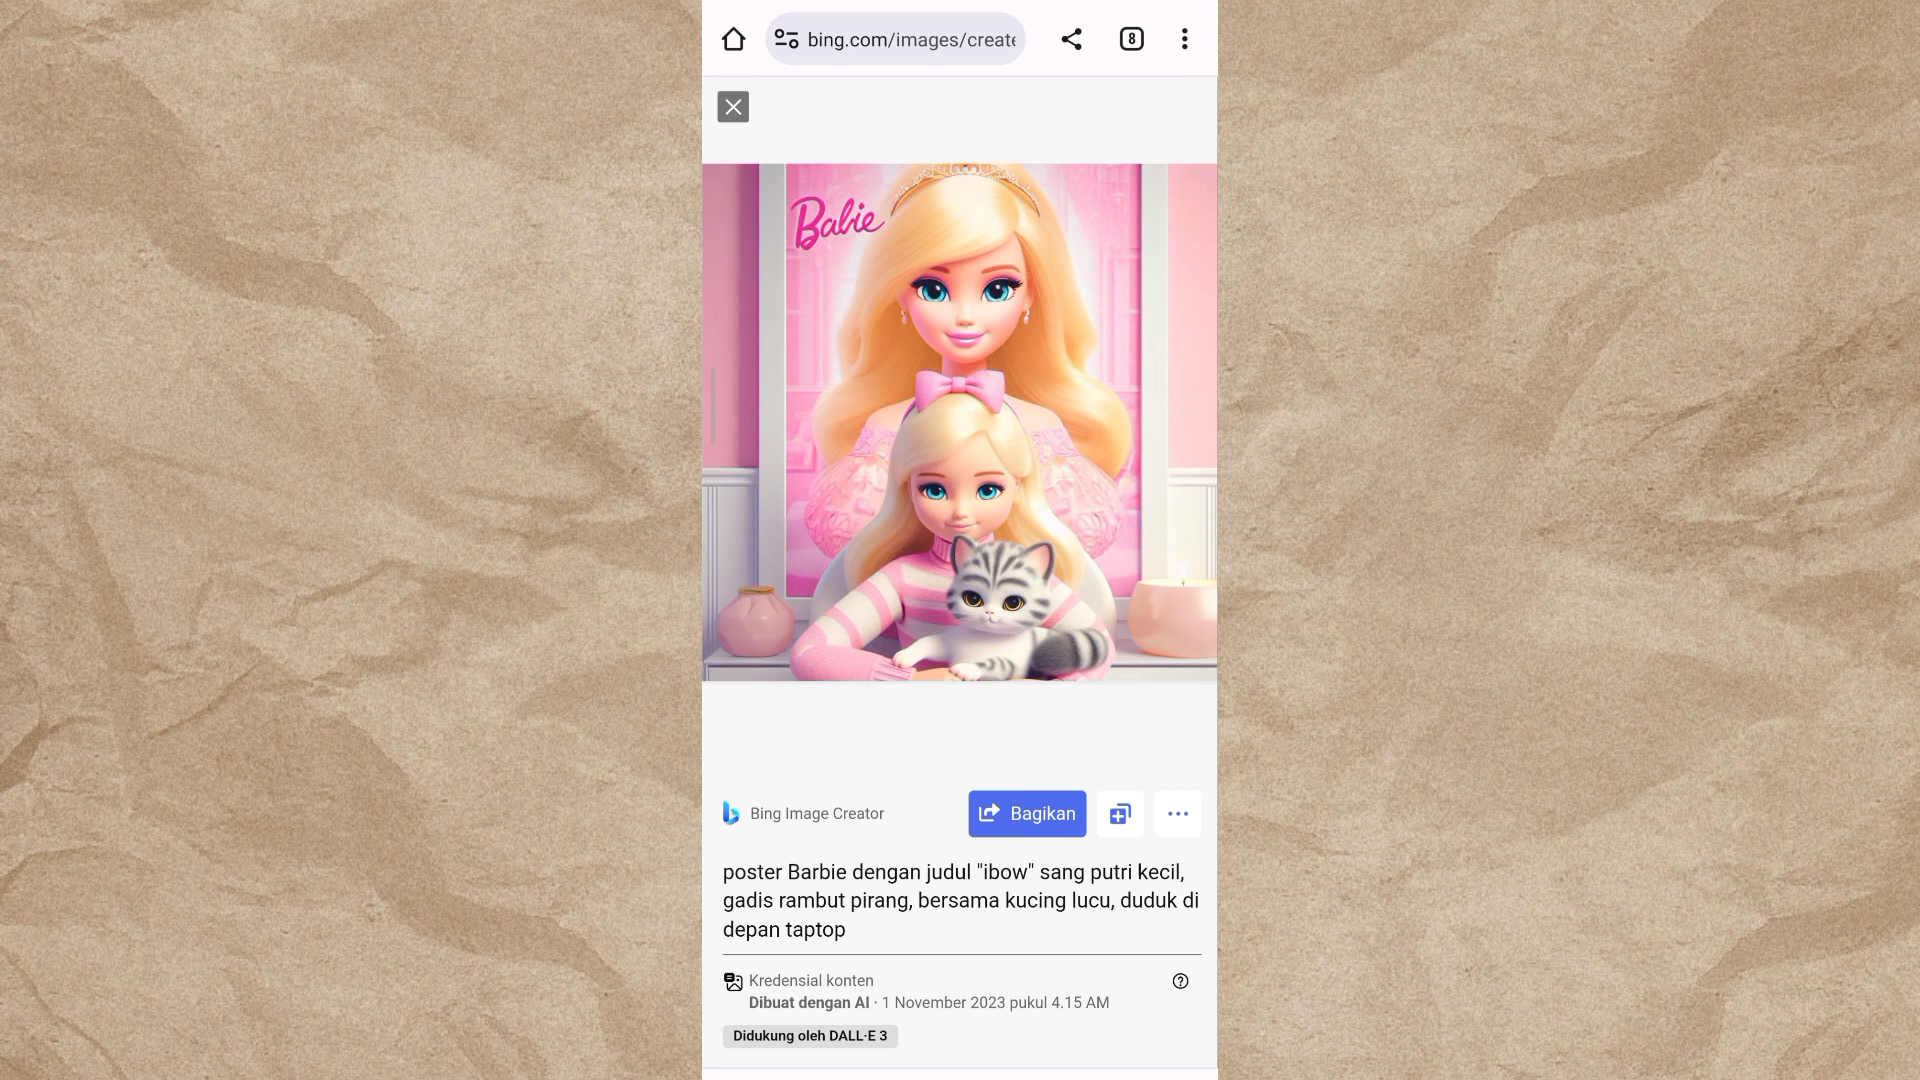 bing.com/images/create
8
Babie
Bing Image Creator
Bagikan
poster Barbie dengan judul "ibow" sang putri kecil,
gadis rambut pirang, bersama kucing lucu, duduk di
depan taptop
Kredensial konten
Dibuat dengan AI · 1 November 2023 pukul 4.15 AM
Didukung oleh DALL·E 3